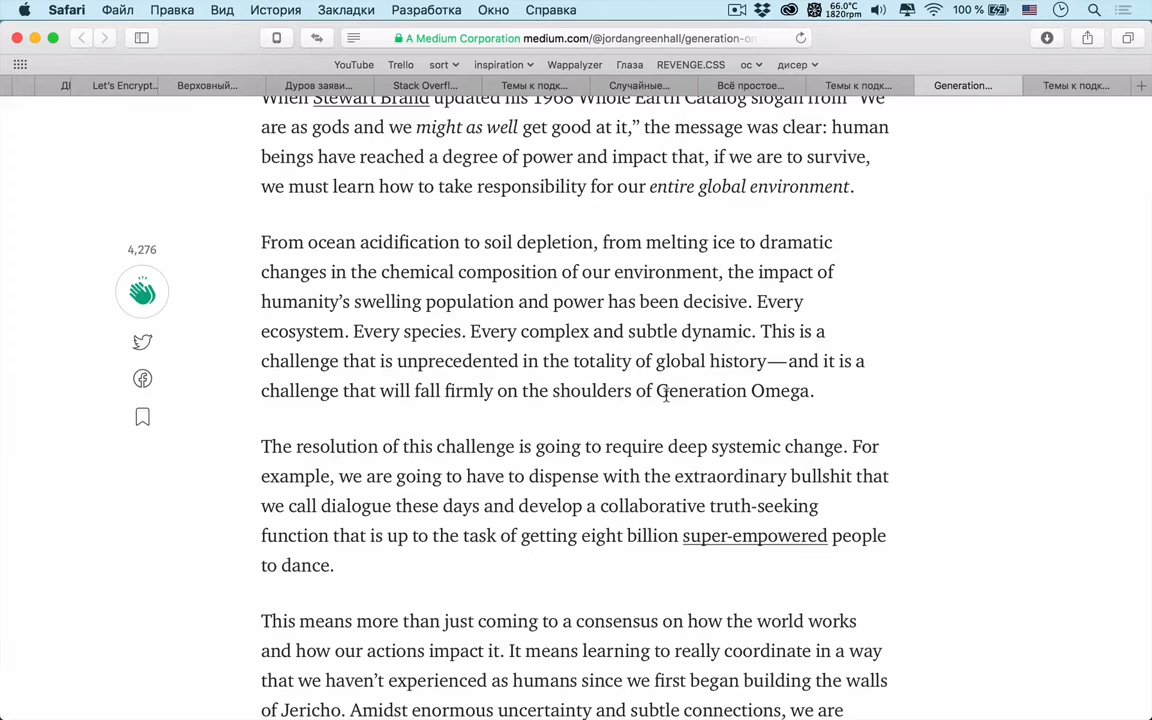 Safari Файл Правка Вид История Закладки Разработка Окно Справка 66.0°C 1820rpm 100 %
A Medium Corporation medium.com/@jordangreenhall/generation-on
YouTube Trello sort inspiration Wappalyzer Глаза REVENGE.CSS ос дисер
Let's Encrypt.. Верховный... Дуров заяви... Stack Overfl... Темы к подк... Случайные... Всё простое... Темы к подк... Generation... Темы к подк...
When Stewart Brand updated his 1968 Whole Earth Catalog slogan from “We
are as gods and we might as well get good at it,” the message was clear: human
beings have reached a degree of power and impact that, if we are to survive,
we must learn how to take responsibility for our entire global environment.
4,276
From ocean acidification to soil depletion, from melting ice to dramatic
changes in the chemical composition of our environment, the impact of
humanity’s swelling population and power has been decisive. Every
ecosystem. Every species. Every complex and subtle dynamic. This is a
challenge that is unprecedented in the totality of global history—and it is a
challenge that will fall firmly on the shoulders of Generation Omega.
The resolution of this challenge is going to require deep systemic change. For
example, we are going to have to dispense with the extraordinary bullshit that
we call dialogue these days and develop a collaborative truth-seeking
function that is up to the task of getting eight billion super-empowered people
to dance.
This means more than just coming to a consensus on how the world works
and how our actions impact it. It means learning to really coordinate in a way
that we haven’t experienced as humans since we first began building the walls
of Jericho. Amidst enormous uncertainty and subtle connections, we are